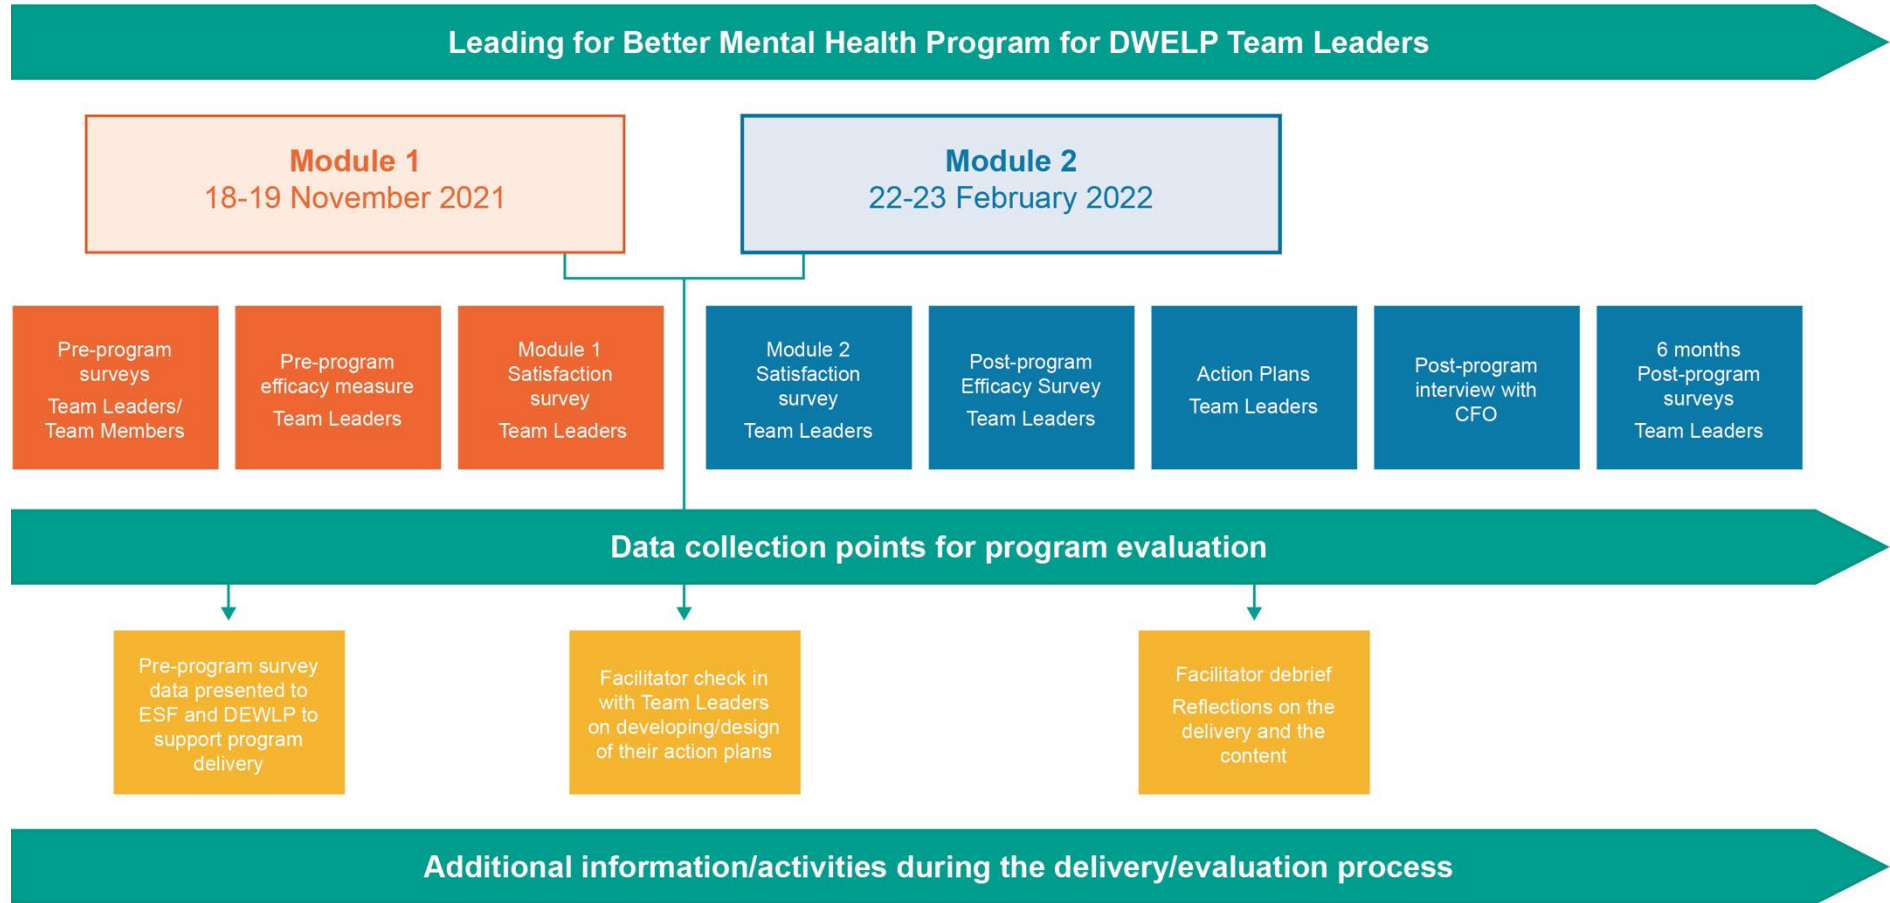 Leading for Better Mental Health Program for DWELP Team Leaders
Module 1
18-19 November 2021
Module 2
22-23 February 2022
Pre-program
surveys
Team Leaders/
Team Members
Pre-program
efficacy measure
Team Leaders
Module 1
Satisfaction
survey
Team Leaders
Module 2
Satisfaction
survey
Team Leaders
Post-program
Efficacy Survey
Team Leaders
Action Plans
Team Leaders
Post-program
interview with
CFO
6 months
Post-program
surveys
Team Leaders
Data collection points for program evaluation
Pre-program survey
data presented to
ESF and DEWLP to
support program
delivery
Facilitator check in
with Team Leaders
on developing/design
of their action plans
Facilitator debrief
Reflections on the
delivery and the
content
Additional information/activities during the delivery/evaluation process